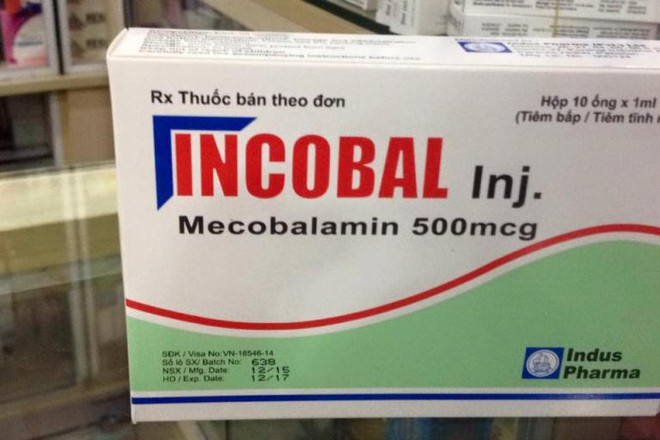 Indus Pharma
Rx Thuốc bán theo đơn
Hộp 10 ống x 1ml
(Tiêm bắp / Tiêm tĩnh
INCOBAL Inj.
Mecobalamin 500mcg
SĐK / Visa No: VN-18546-14
Số lô SX/ Batch No: 638
NSX / Mfg. Date: 12/15
HD / Exp. Date: 12/17
Indus
Pharma